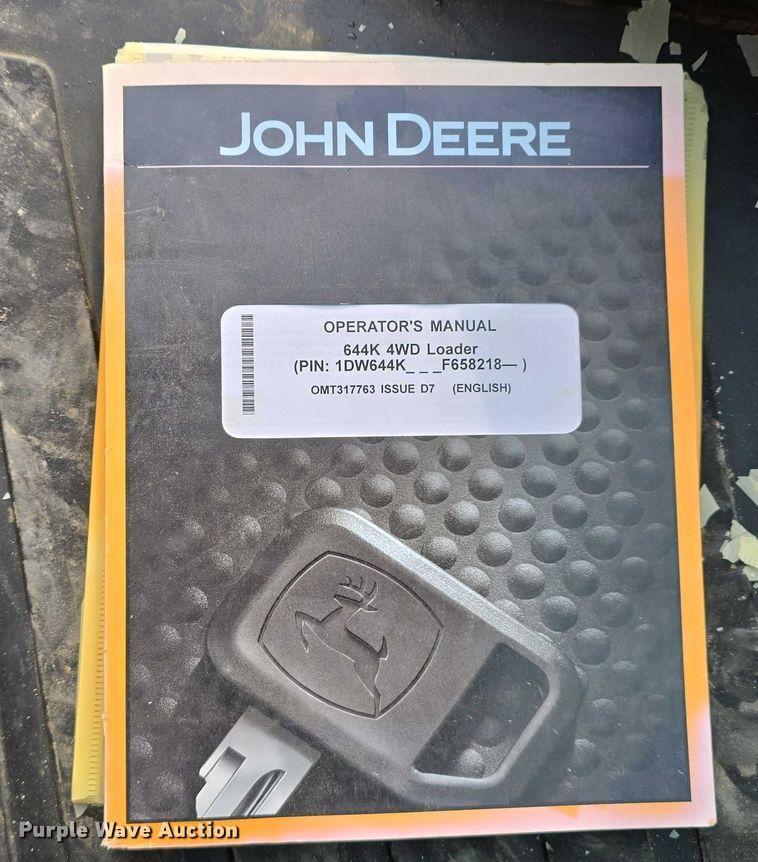 JOHN DEERE
OPERATOR'S MANUAL
644K 4WD Loader
(PIN: 1DW644K_ _ _F658218— )
OMT317763 ISSUE D7 (ENGLISH)
Purple Wave Auction